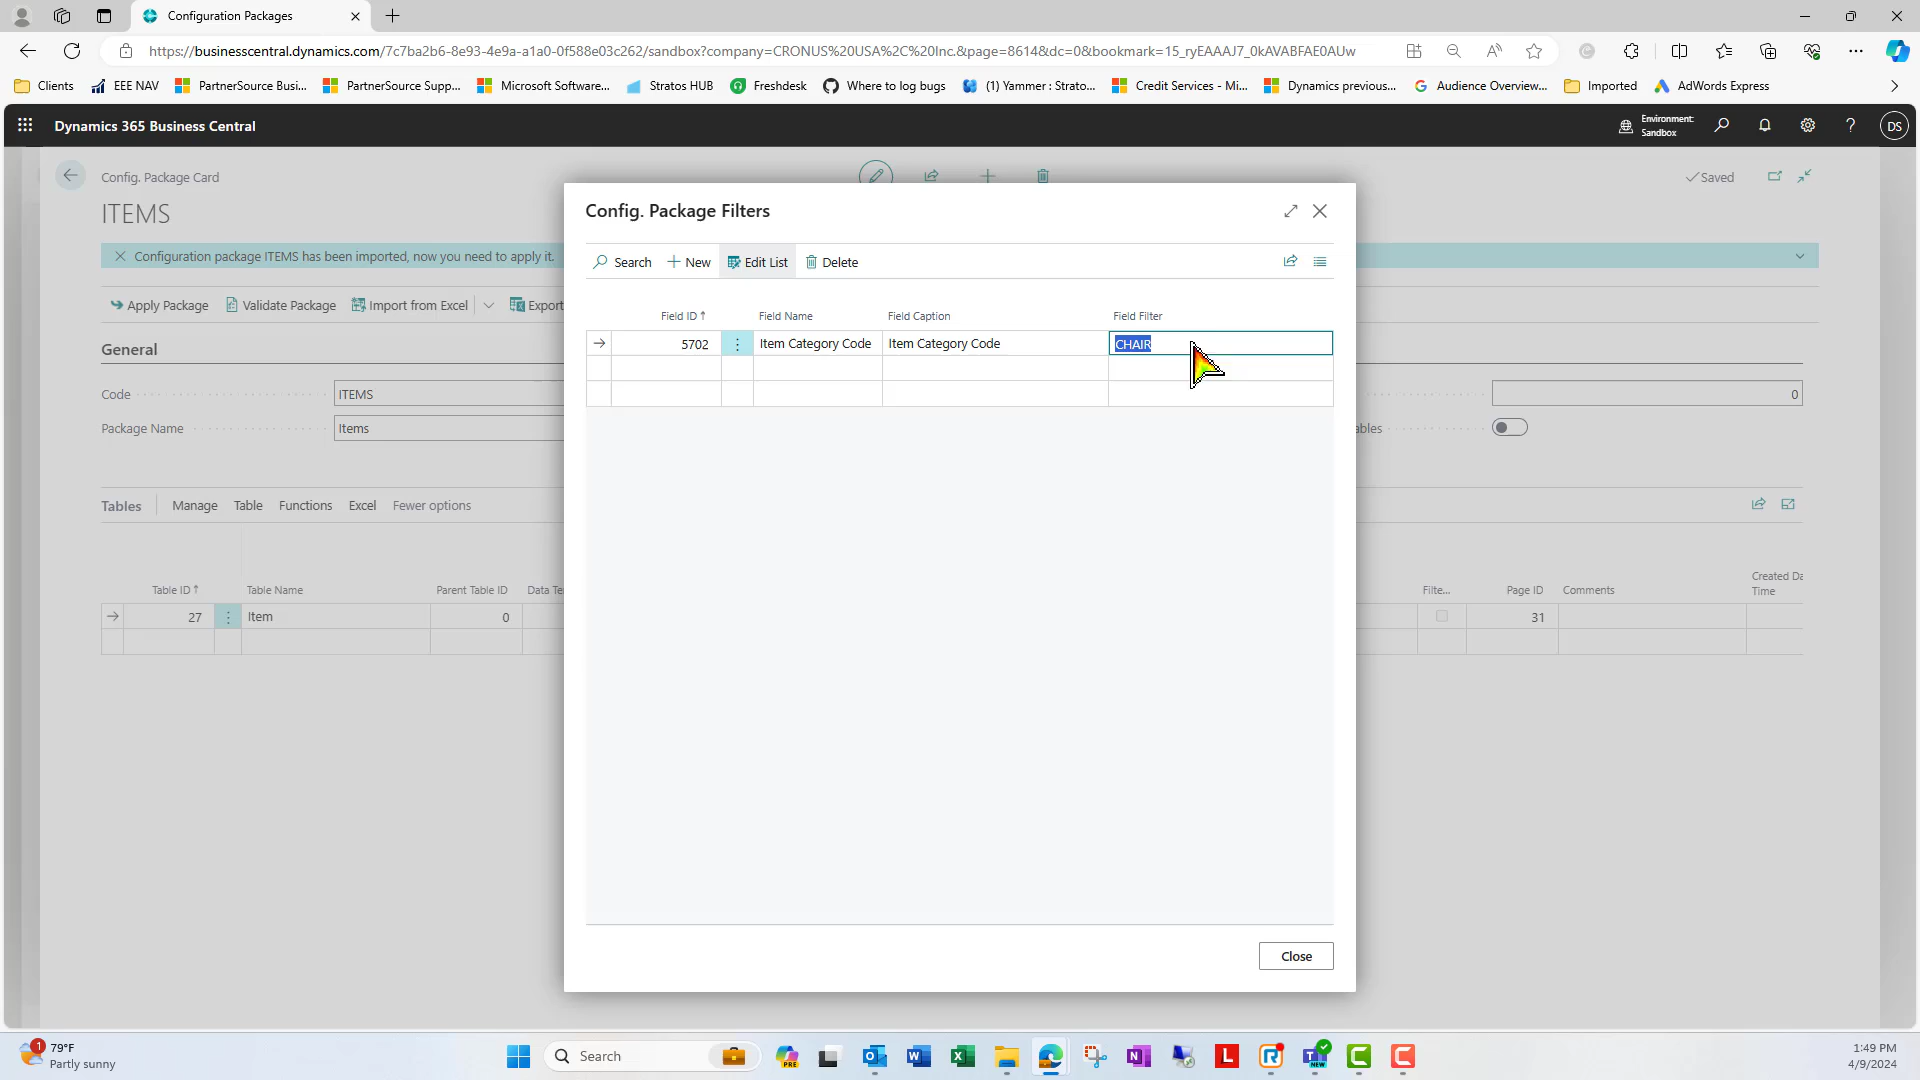 Configuration Packages
https://businesscentral.dynamics.com/7c7ba2b6-8e93-4e9a-a1a0-0f588e03c262/sandbox?company=CRONUS%20USA%2C%20Inc.&page=8614&dc=0&bookmark=15_ryEAAAJ7_0kAVABFAE0AUw
Clients EEE NAV PartnerSource Busi... PartnerSource Supp... Microsoft Software... Stratos HUB Freshdesk Where to log bugs (1) Yammer : Strato... Credit Services - Mi... Dynamics previous... Audience Overview... Imported AdWords Express
Dynamics 365 Business Central
Environment:
Sandbox
DS
Config. Package Card
Saved
ITEMS
Configuration package ITEMS has been imported, now you need to apply it.
Apply Package Validate Package Import from Excel Export
General
Code ITEMS 0
Package Name Items ables
Tables Manage Table Functions Excel Fewer options
Table ID Table Name Parent Table ID Data Te Filte... Page ID Comments Created Da
Time
27 Item 0 31
Config. Package Filters
Search New Edit List Delete
Field ID Field Name Field Caption Field Filter
5702 Item Category Code Item Category Code CHAIR
Close
1
79°F
Partly sunny
Search
PRE
NEW
1:49 PM
4/9/2024